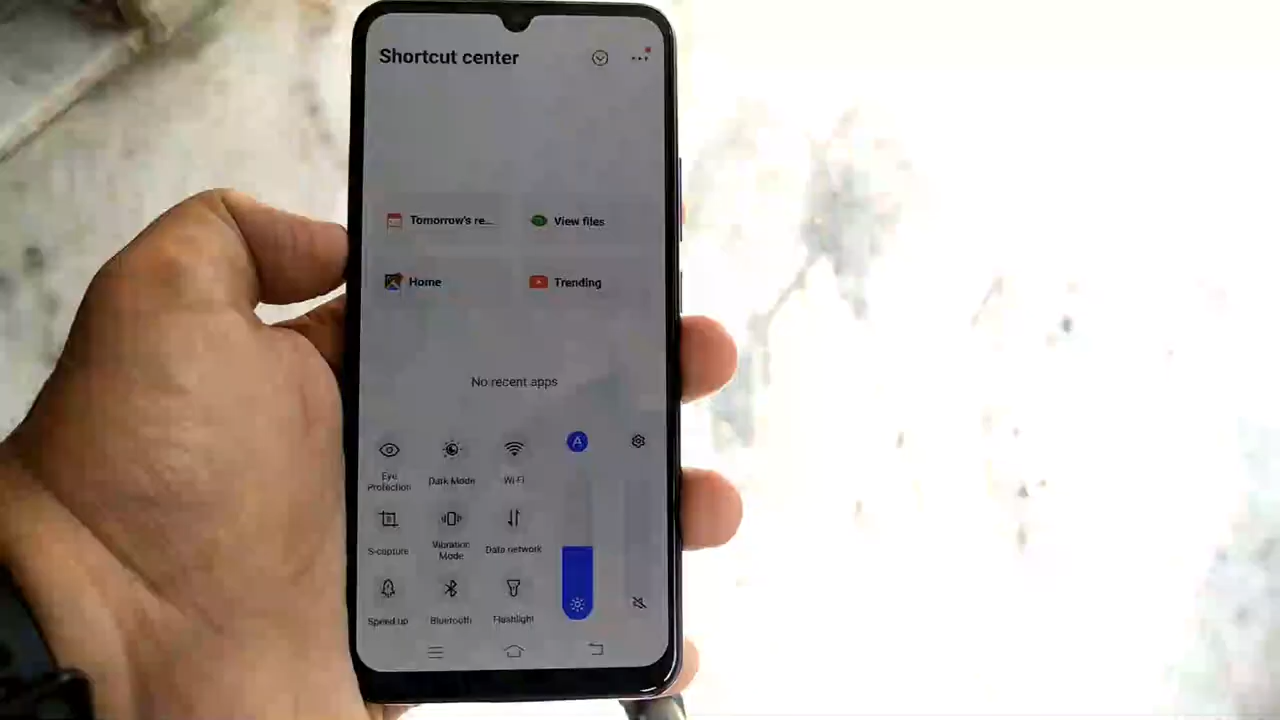 Shortcut center
Tomorrow's re...
View files
Home
Trending
No recent apps
A
Eye
Protection
Dark Mode
Wi-Fi
S-capture
Vibration
Mode
Data network
Speed up
Bluetooth
Flashlight